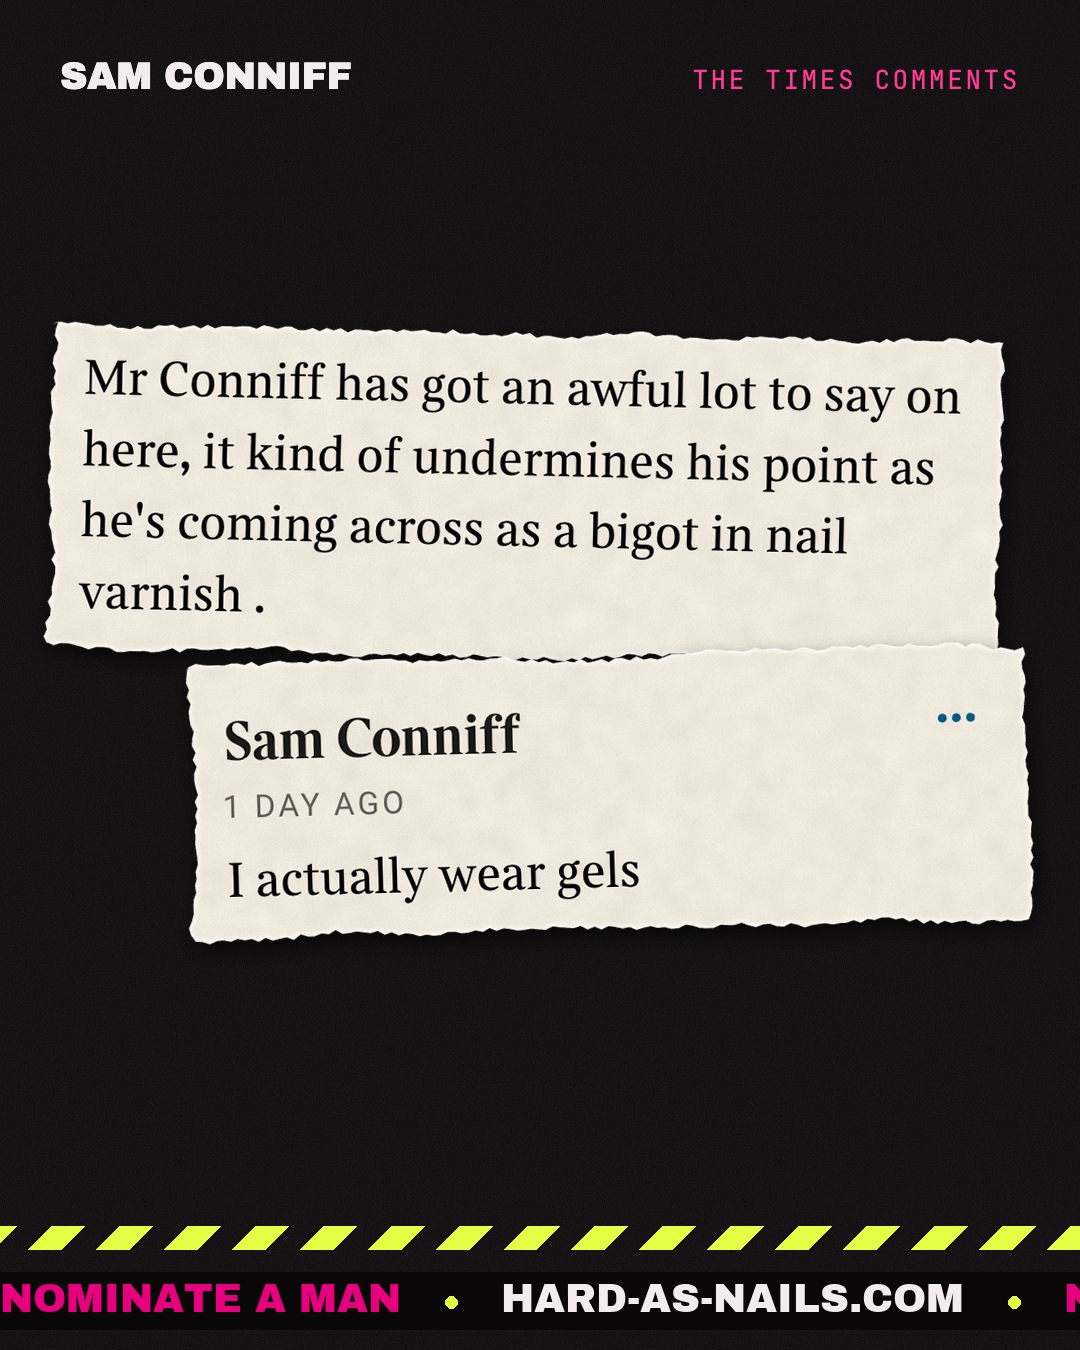 SAM CONNIFF
THE TIMES COMMENTS
Mr Conniff has got an awful lot to say on
here, it kind of undermines his point as
he's coming across as a bigot in nail
varnish .
Sam Conniff
1 DAY AGO
I actually wear gels
NOMINATE A MAN • HARD-AS-NAILS.COM •